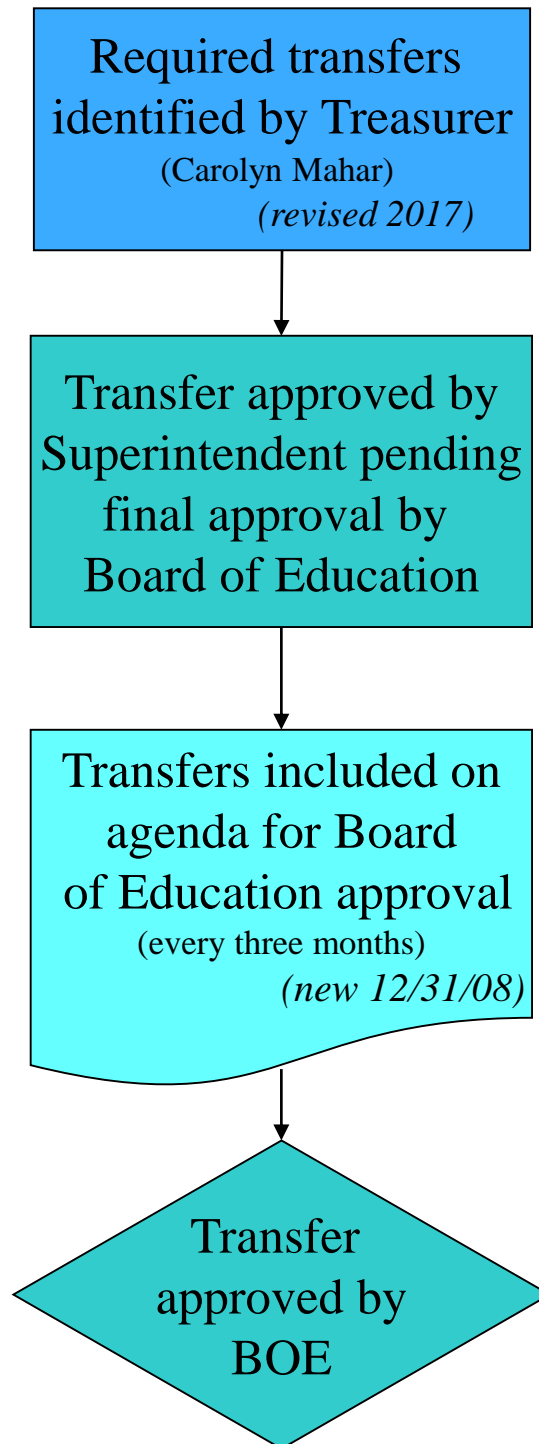 Required transfers
identified by Treasurer
(Carolyn Mahar)
(revised 2017)
Transfer approved by
Superintendent pending
final approval by
Board of Education
Transfers included on
agenda for Board
of Education approval
(every three months)
(new 12/31/08)
Transfer
approved by
BOE